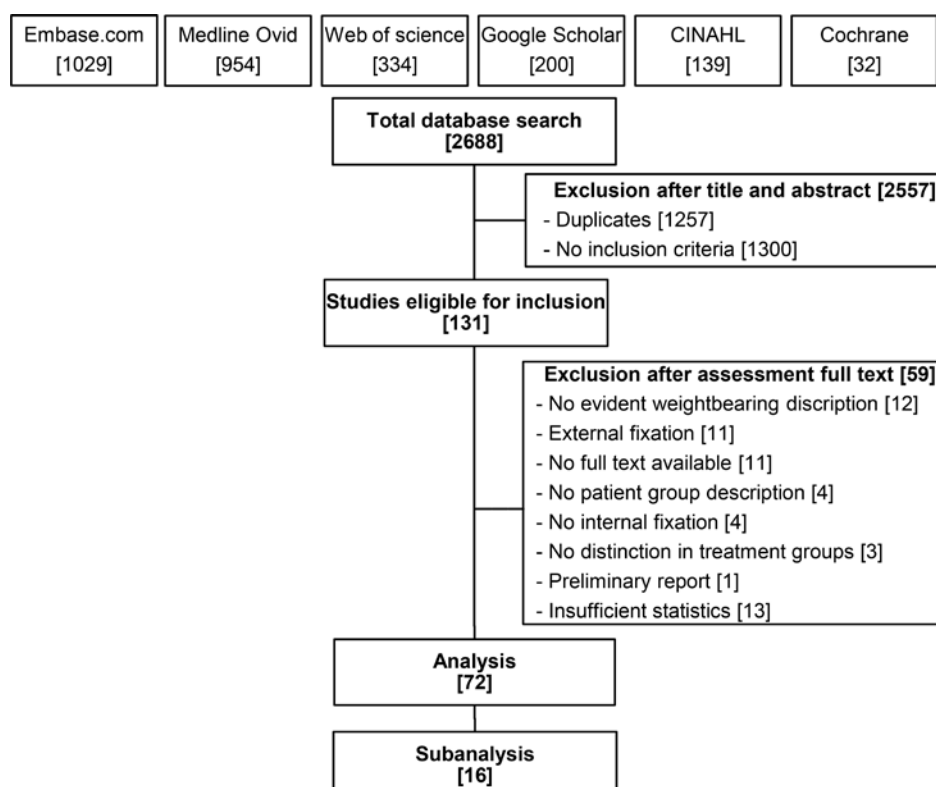 Embase.com
[1029]
Medline Ovid
[954]
Web of science
[334]
Google Scholar
[200]
CINAHL
[139]
Cochrane
[32]
Total database search
[2688]
Exclusion after title and abstract [2557]
- Duplicates [1257]
- No inclusion criteria [1300]
Studies eligible for inclusion
[131]
Exclusion after assessment full text [59]
- No evident weightbearing discription [12]
- External fixation [11]
- No full text available [11]
- No patient group description [4]
- No internal fixation [4]
- No distinction in treatment groups [3]
- Preliminary report [1]
- Insufficient statistics [13]
Analysis
[72]
Subanalysis
[16]